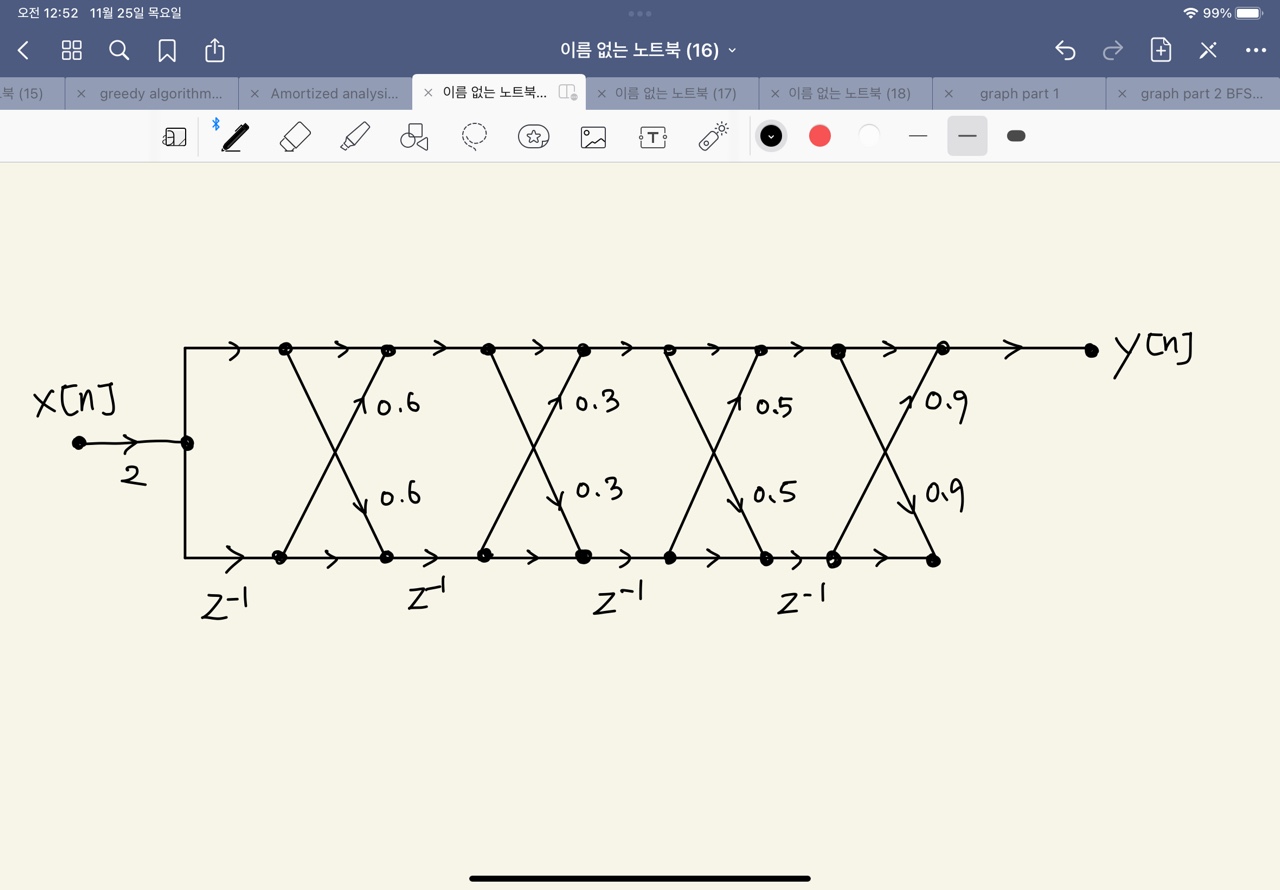 오전 12:52 11월 25일 목요일
99%
이름 없는 노트북 (16)
북 (15)
greedy algorithm...
Amortized analysi...
이름 없는 노트북...
이름 없는 노트북 (17)
이름 없는 노트북 (18)
graph part 1
graph part 2 BFS...
T
y[n]
x[n]
0.6 0.3 0.5 0.9
2
0.6 0.3 0.5 0.9
z⁻¹ z⁻¹ z⁻¹ z⁻¹